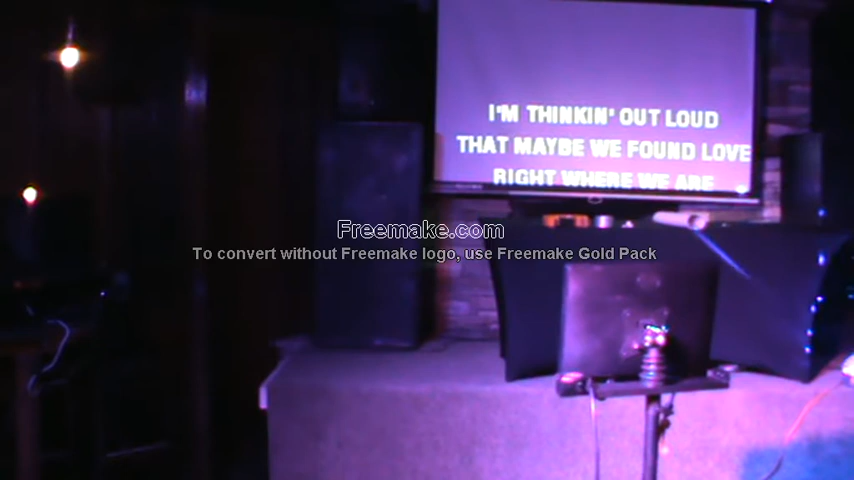 I'M THINKIN' OUT LOUD
THAT MAYBE WE FOUND LOVE
RIGHT WHERE WE ARE
Freemake.com
To convert without Freemake logo, use Freemake Gold Pack